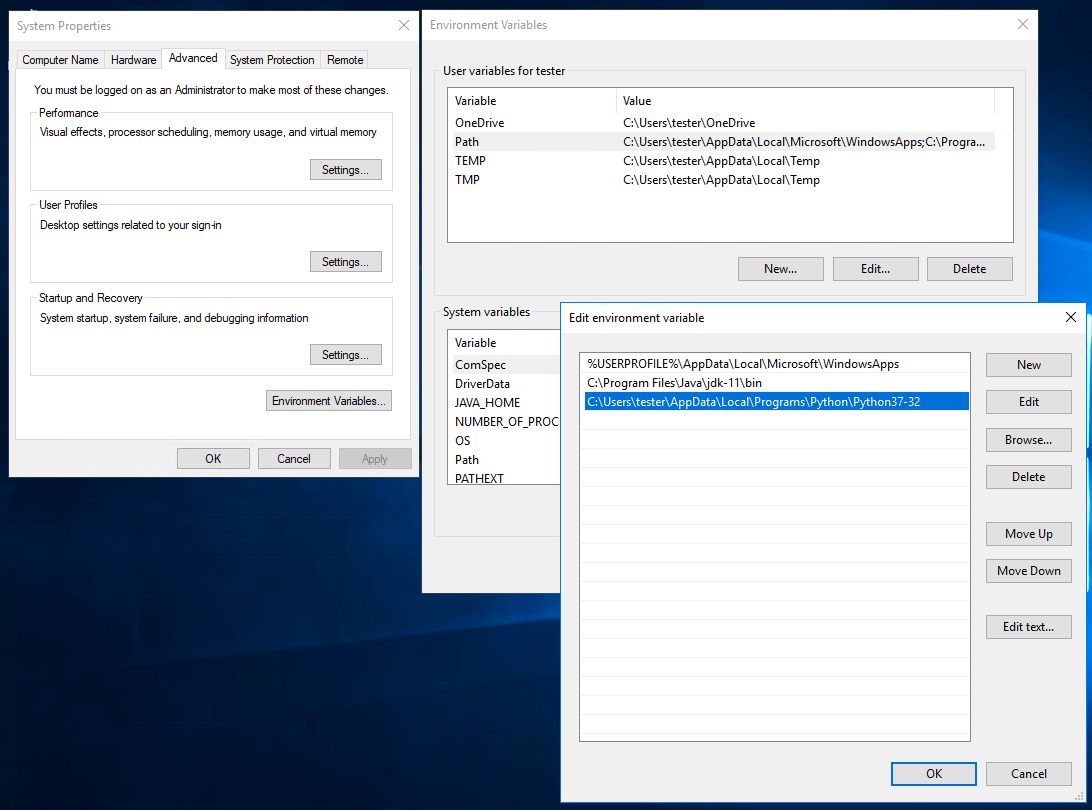 System Properties
Computer Name Hardware Advanced System Protection Remote
You must be logged on as an Administrator to make most of these changes.
Performance
Visual effects, processor scheduling, memory usage, and virtual memory
Settings...
User Profiles
Desktop settings related to your sign-in
Settings...
Startup and Recovery
System startup, system failure, and debugging information
Settings...
Environment Variables...
OK Cancel Apply
Environment Variables
User variables for tester
Variable Value
OneDrive C:\Users\tester\OneDrive
Path C:\Users\tester\AppData\Local\Microsoft\WindowsApps;C:\Progra...
TEMP C:\Users\tester\AppData\Local\Temp
TMP C:\Users\tester\AppData\Local\Temp
New... Edit... Delete
System variables
Variable
ComSpec
DriverData
JAVA_HOME
NUMBER_OF_PROC
OS
Path
PATHEXT
Edit environment variable
%USERPROFILE%\AppData\Local\Microsoft\WindowsApps
C:\Program Files\Java\jdk-11\bin
C:\Users\tester\AppData\Local\Programs\Python\Python37-32
New
Edit
Browse...
Delete
Move Up
Move Down
Edit text...
OK Cancel